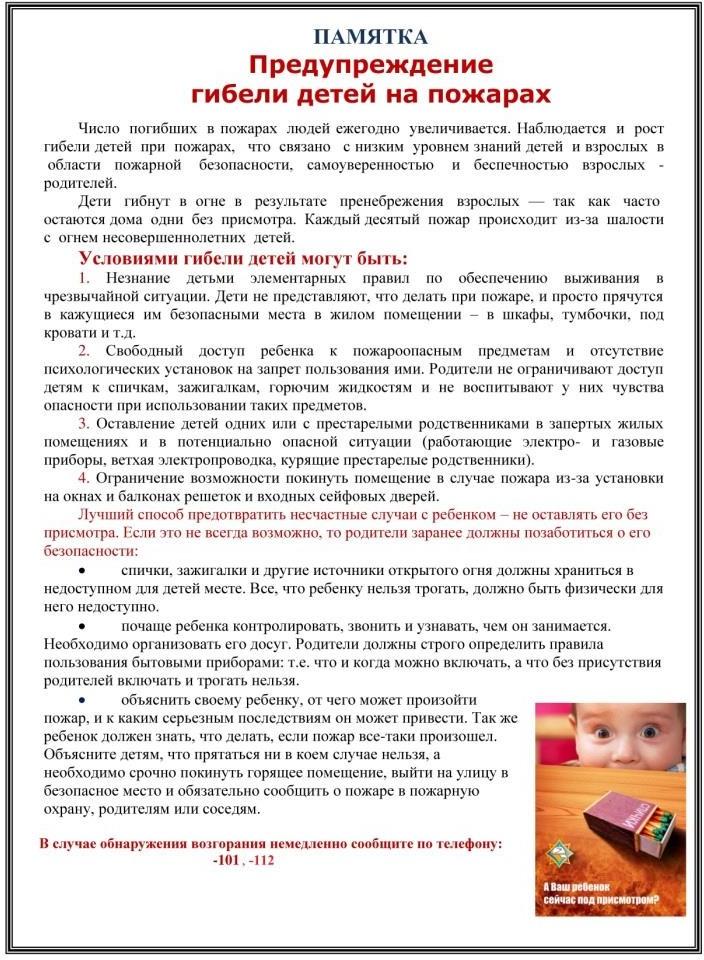 ПАМЯТКА
Предупреждение
гибели детей на пожарах
Число погибших в пожарах людей ежегодно увеличивается. Наблюдается и рост
гибели детей при пожарах, что связано с низким уровнем знаний детей и взрослых в
области пожарной безопасности, самоуверенностью и беспечностью взрослых -
родителей.
Дети гибнут в огне в результате пренебрежения взрослых — так как часто
остаются дома одни без присмотра. Каждый десятый пожар происходит из-за шалости
с огнем несовершеннолетних детей.
Условиями гибели детей могут быть:
1. Незнание детьми элементарных правил по обеспечению выживания в
чрезвычайной ситуации. Дети не представляют, что делать при пожаре, и просто прячутся
в кажущиеся им безопасными места в жилом помещении – в шкафы, тумбочки, под
кровати и т.д.
2. Свободный доступ ребенка к пожароопасным предметам и отсутствие
психологических установок на запрет пользования ими. Родители не ограничивают доступ
детям к спичкам, зажигалкам, горючим жидкостям и не воспитывают у них чувства
опасности при использовании таких предметов.
3. Оставление детей одних или с престарелыми родственниками в запертых жилых
помещениях и в потенциально опасной ситуации (работающие электро- и газовые
приборы, ветхая электропроводка, курящие престарелые родственники).
4. Ограничение возможности покинуть помещение в случае пожара из-за установки
на окнах и балконах решеток и входных сейфовых дверей.
Лучший способ предотвратить несчастные случаи с ребенком – не оставлять его без
присмотра. Если это не всегда возможно, то родители заранее должны позаботиться о его
безопасности:
• спички, зажигалки и другие источники открытого огня должны храниться в
недоступном для детей месте. Все, что ребенку нельзя трогать, должно быть физически для
него недоступно.
• почаще ребенка контролировать, звонить и узнавать, чем он занимается.
Необходимо организовать его досуг. Родители должны строго определить правила
пользования бытовыми приборами: т.е. что и когда можно включать, а что без присутствия
родителей включать и трогать нельзя.
• объяснить своему ребенку, от чего может произойти
пожар, и к каким серьезным последствиям он может привести. Так же
ребенок должен знать, что делать, если пожар все-таки произошел.
Объясните детям, что прятаться ни в коем случае нельзя, а
необходимо срочно покинуть горящее помещение, выйти на улицу в
безопасное место и обязательно сообщить о пожаре в пожарную
охрану, родителям или соседям.
СПИЧКИ
А Ваш ребенок
сейчас под присмотром?
В случае обнаружения возгорания немедленно сообщите по телефону:
-101 , -112